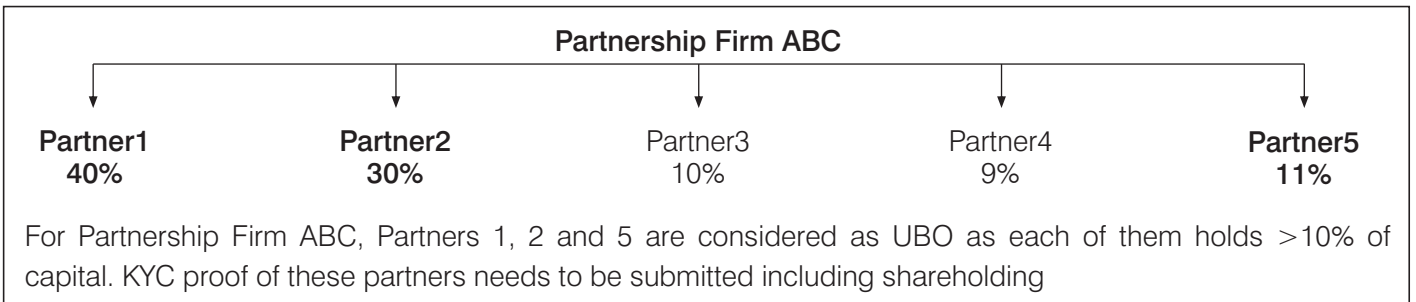 Partnership Firm ABC
Partner1 Partner2 Partner3 Partner4 Partner5
40% 30% 10% 9% 11%
For Partnership Firm ABC, Partners 1, 2 and 5 are considered as UBO as each of them holds >10% of
capital. KYC proof of these partners needs to be submitted including shareholding